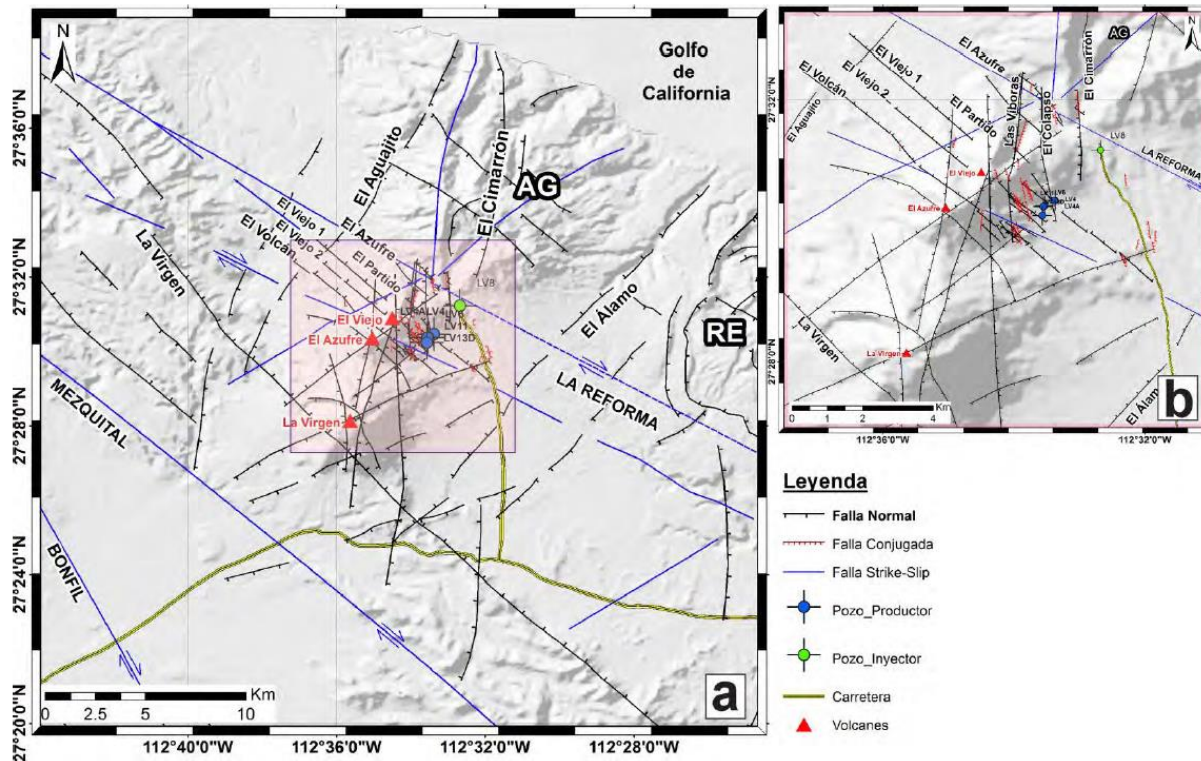 N
Golfo
de
California
27°36'0"N
27°32'0"N
27°28'0"N
27°24'0"N
27°20'0"N
El Aguajito
El Cimarrón
AG
El Viejo 1
El Viejo 2
El Volcán
El Azufre
El Partido
La Virgen
LV8
LV4
LV11
LV13D
El Viejo
El Azufre
La Virgen
El Álamo
RE
LA REFORMA
MEZQUITAL
BONFIL
Km
0 2.5 5 10
a
112°40'0"W 112°36'0"W 112°32'0"W 112°28'0"W
N
AG
El Azufre
El Viejo 1
El Viejo 2
El Volcán
El Partido
El Aguajito
Las Víboras
El Colapso
El Cimarrón
27°32'0"N
27°28'0"N
LV8
LA REFORMA
El Viejo
El Azufre
LV4
LV4A
La Virgen
La Virgen
El Álamo
Km
0 1 2 4
b
112°36'0"W 112°32'0"W
Leyenda
Falla Normal
Falla Conjugada
Falla Strike-Slip
Pozo_Productor
Pozo_Inyector
Carretera
Volcanes